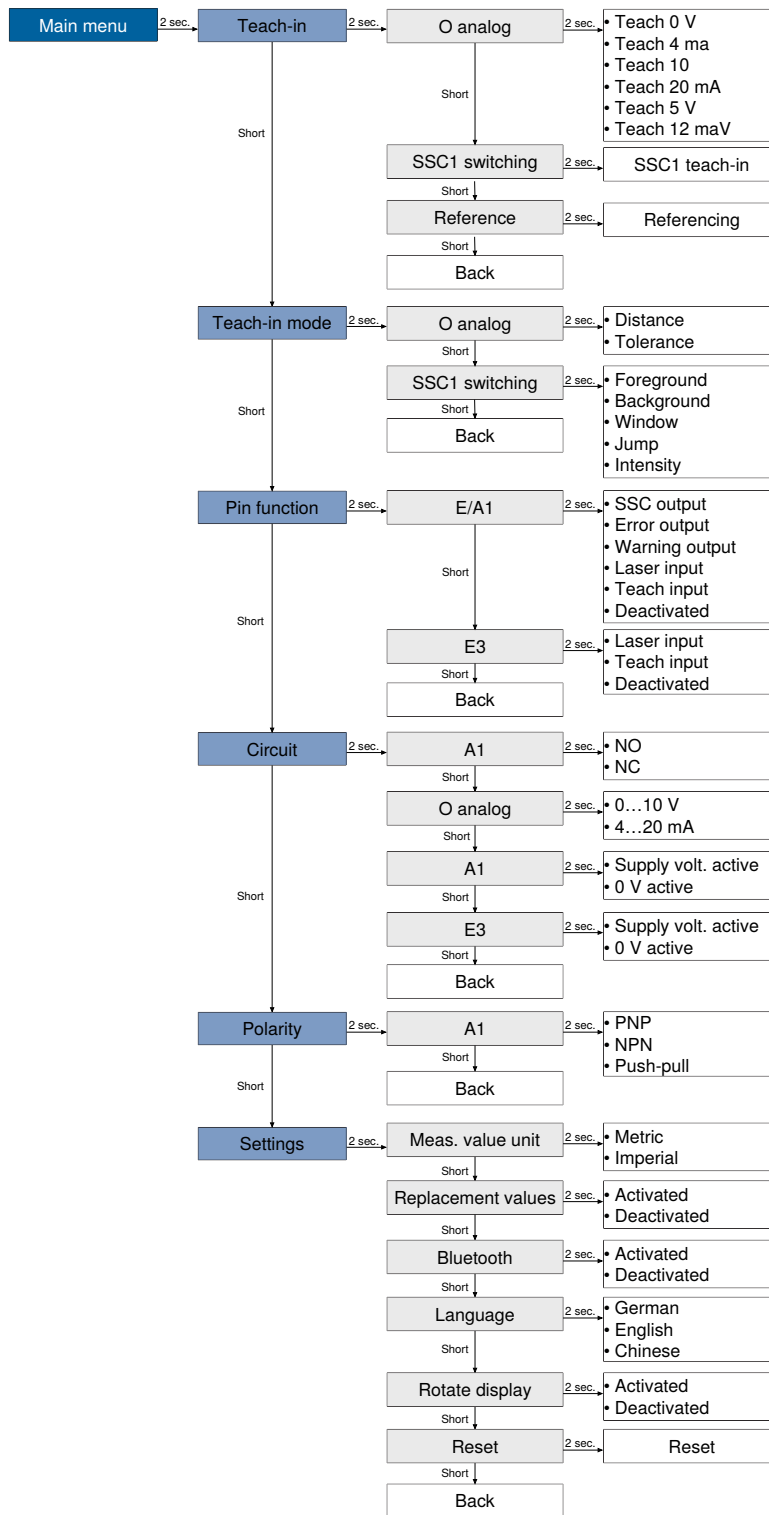 Main menu
2 sec.
Teach-in
2 sec.
O analog
2 sec.
• Teach 0 V
• Teach 4 ma
• Teach 10
• Teach 20 mA
• Teach 5 V
• Teach 12 maV
Short
Short
SSC1 switching
2 sec.
SSC1 teach-in
Short
Reference
2 sec.
Referencing
Short
Back
Teach-in mode
2 sec.
O analog
2 sec.
• Distance
• Tolerance
Short
SSC1 switching
2 sec.
• Foreground
• Background
• Window
• Jump
• Intensity
Short
Back
Short
Pin function
2 sec.
E/A1
2 sec.
• SSC output
• Error output
• Warning output
• Laser input
• Teach input
• Deactivated
Short
Short
E3
2 sec.
• Laser input
• Teach input
• Deactivated
Short
Back
Circuit
2 sec.
A1
2 sec.
• NO
• NC
Short
O analog
2 sec.
• 0…10 V
• 4…20 mA
Short
A1
2 sec.
• Supply volt. active
• 0 V active
Short
Short
E3
2 sec.
• Supply volt. active
• 0 V active
Short
Back
Polarity
2 sec.
A1
2 sec.
• PNP
• NPN
• Push-pull
Short
Back
Short
Settings
2 sec.
Meas. value unit
2 sec.
• Metric
• Imperial
Short
Replacement values
2 sec.
• Activated
• Deactivated
Short
Bluetooth
2 sec.
• Activated
• Deactivated
Short
Language
2 sec.
• German
• English
• Chinese
Short
Rotate display
2 sec.
• Activated
• Deactivated
Short
Reset
2 sec.
Reset
Short
Back